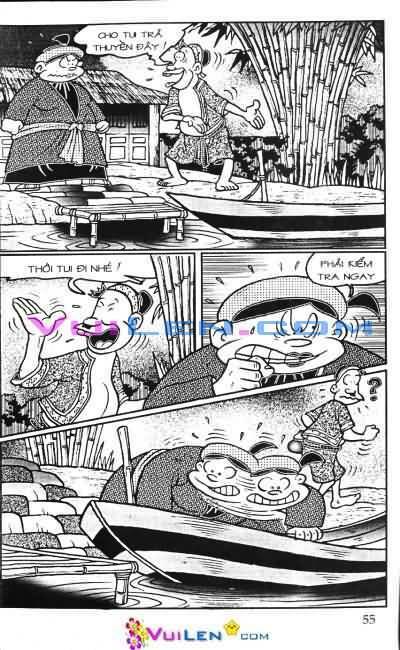 CHO TUI TRẢ
THUYỀN ĐÂY !
THÔI TUI ĐI NHÉ !
PHẢI KIỂM
TRA NGAY
VuiLen.com
?
55
VuiLen.com